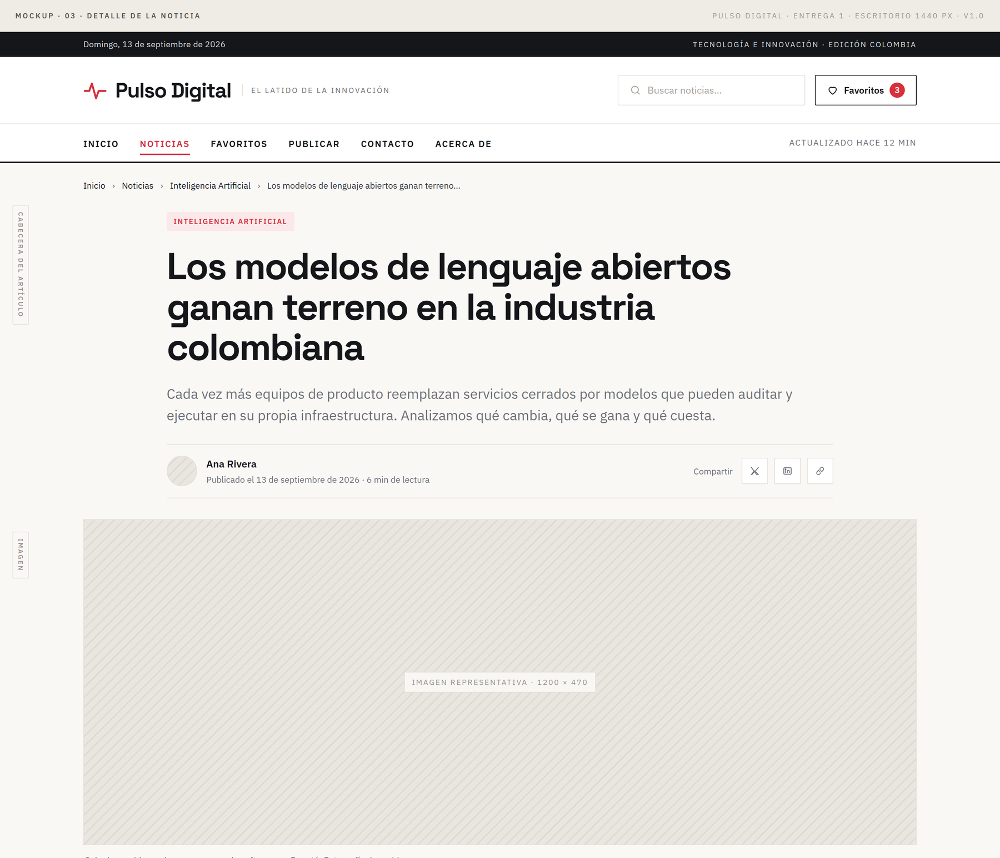 MOCKUP · 03 · DETALLE DE LA NOTICIA
PULSO DIGITAL · ENTREGA 1 · ESCRITORIO 1440 PX · V1.0
Domingo, 13 de septiembre de 2026
TECNOLOGÍA E INNOVACIÓN · EDICIÓN COLOMBIA
Pulso Digital
EL LATIDO DE LA INNOVACIÓN
Buscar noticias...
Favoritos 3
INICIO NOTICIAS FAVORITOS PUBLICAR CONTACTO ACERCA DE
ACTUALIZADO HACE 12 MIN
Inicio › Noticias › Inteligencia Artificial › Los modelos de lenguaje abiertos ganan terreno...
CABECERA DEL ARTÍCULO
INTELIGENCIA ARTIFICIAL
Los modelos de lenguaje abiertos
ganan terreno en la industria
colombiana
Cada vez más equipos de producto reemplazan servicios cerrados por modelos que pueden auditar y
ejecutar en su propia infraestructura. Analizamos qué cambia, qué se gana y qué cuesta.
Ana Rivera
Publicado el 13 de septiembre de 2026 · 6 min de lectura
Compartir
IMAGEN
IMAGEN REPRESENTATIVA · 1200 × 470